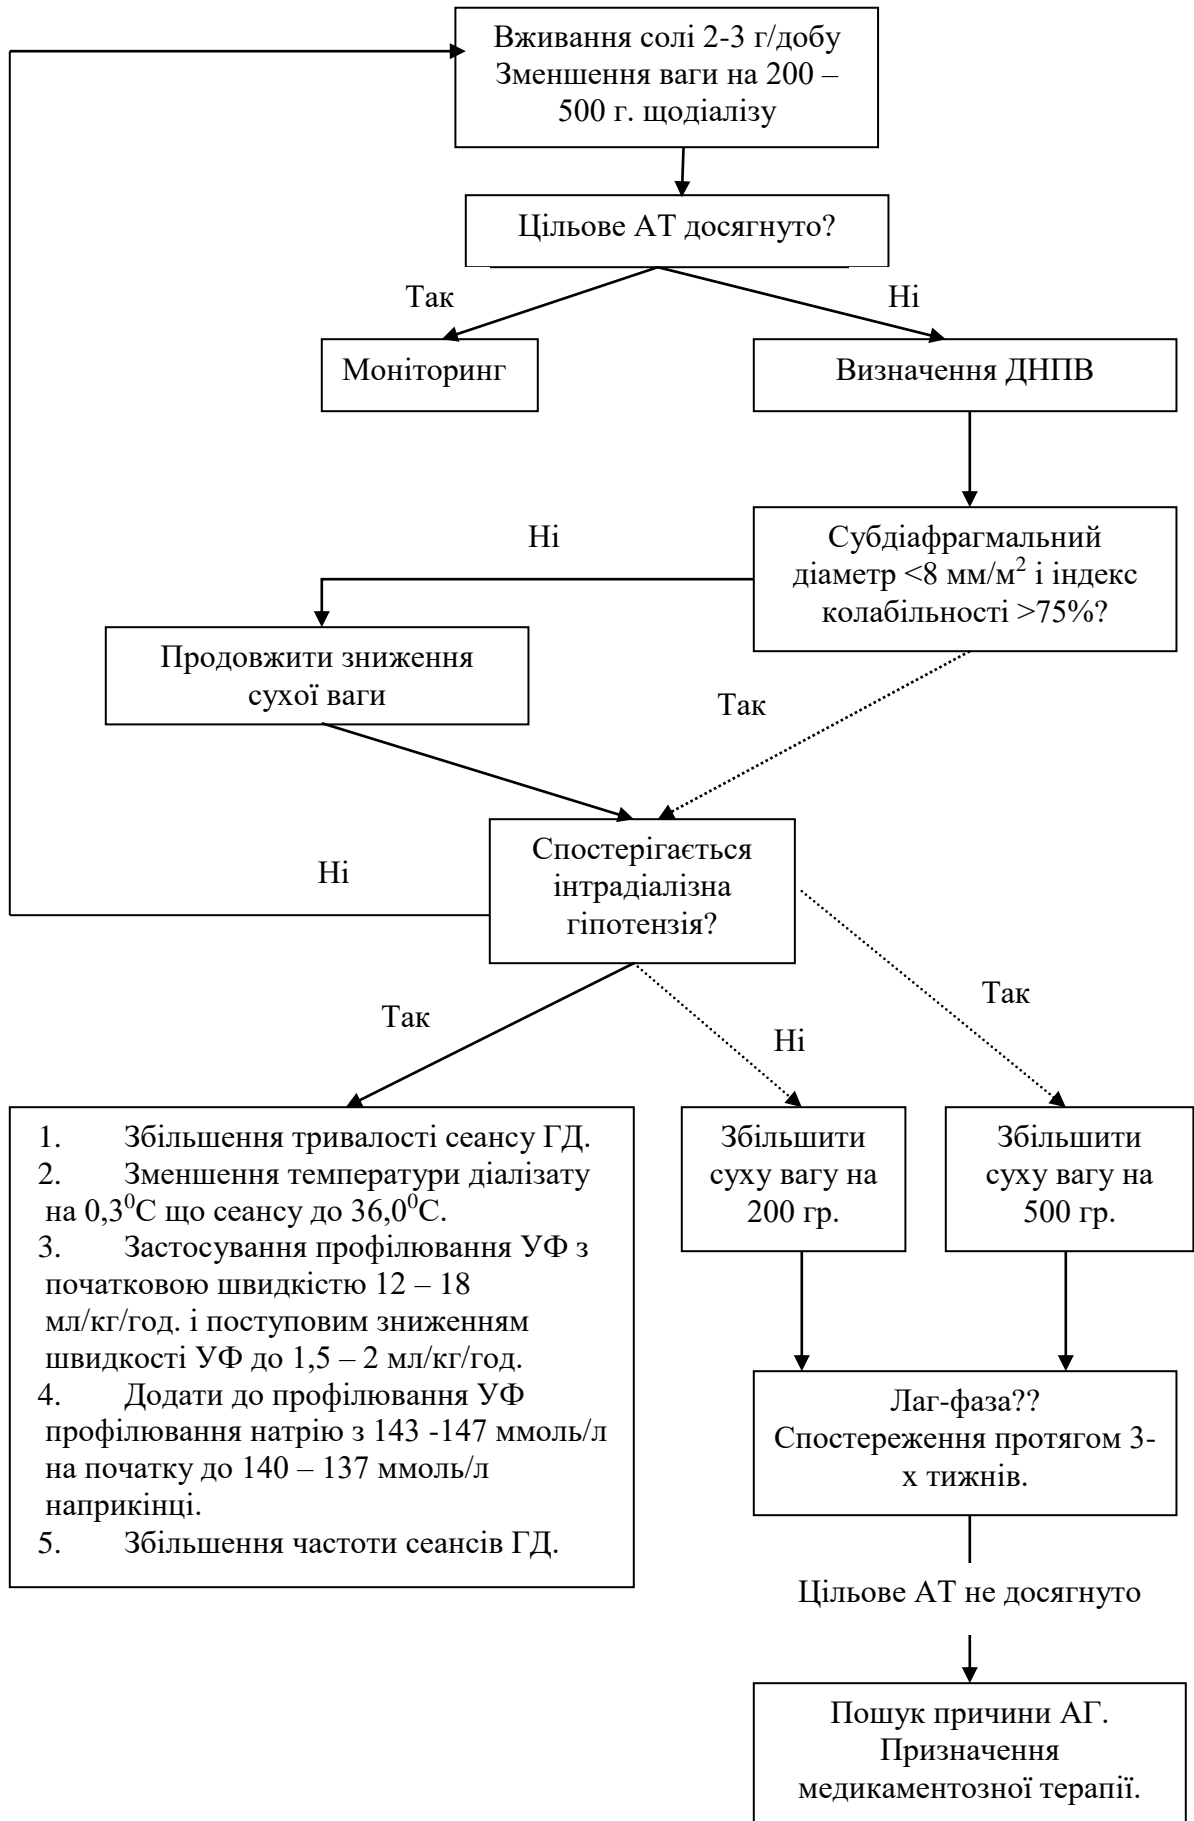 Вживання солі 2-3 г/добу
Зменшення ваги на 200 –
500 г. щодіалізу
Цільове АТ досягнуто?
Так
Ні
Моніторинг
Визначення ДНПВ
Ні
Субдіафрагмальний
діаметр <8 мм/м² і індекс
колабільності >75%?
Продовжити зниження
сухої ваги
Так
Спостерігається
інтрадіалізна
гіпотензія?
Ні
Так
Ні
Так
1. Збільшення тривалості сеансу ГД.
2. Зменшення температури діалізату
на 0,3⁰С що сеансу до 36,0⁰С.
3. Застосування профілювання УФ з
початковою швидкістю 12 – 18
мл/кг/год. і поступовим зниженням
швидкості УФ до 1,5 – 2 мл/кг/год.
4. Додати до профілювання УФ
профілювання натрію з 143 -147 ммоль/л
на початку до 140 – 137 ммоль/л
наприкінці.
5. Збільшення частоти сеансів ГД.
Збільшити
суху вагу на
200 гр.
Збільшити
суху вагу на
500 гр.
Лаг-фаза??
Спостереження протягом 3-
х тижнів.
Цільове АТ не досягнуто
Пошук причини АГ.
Призначення
медикаментозної терапії.